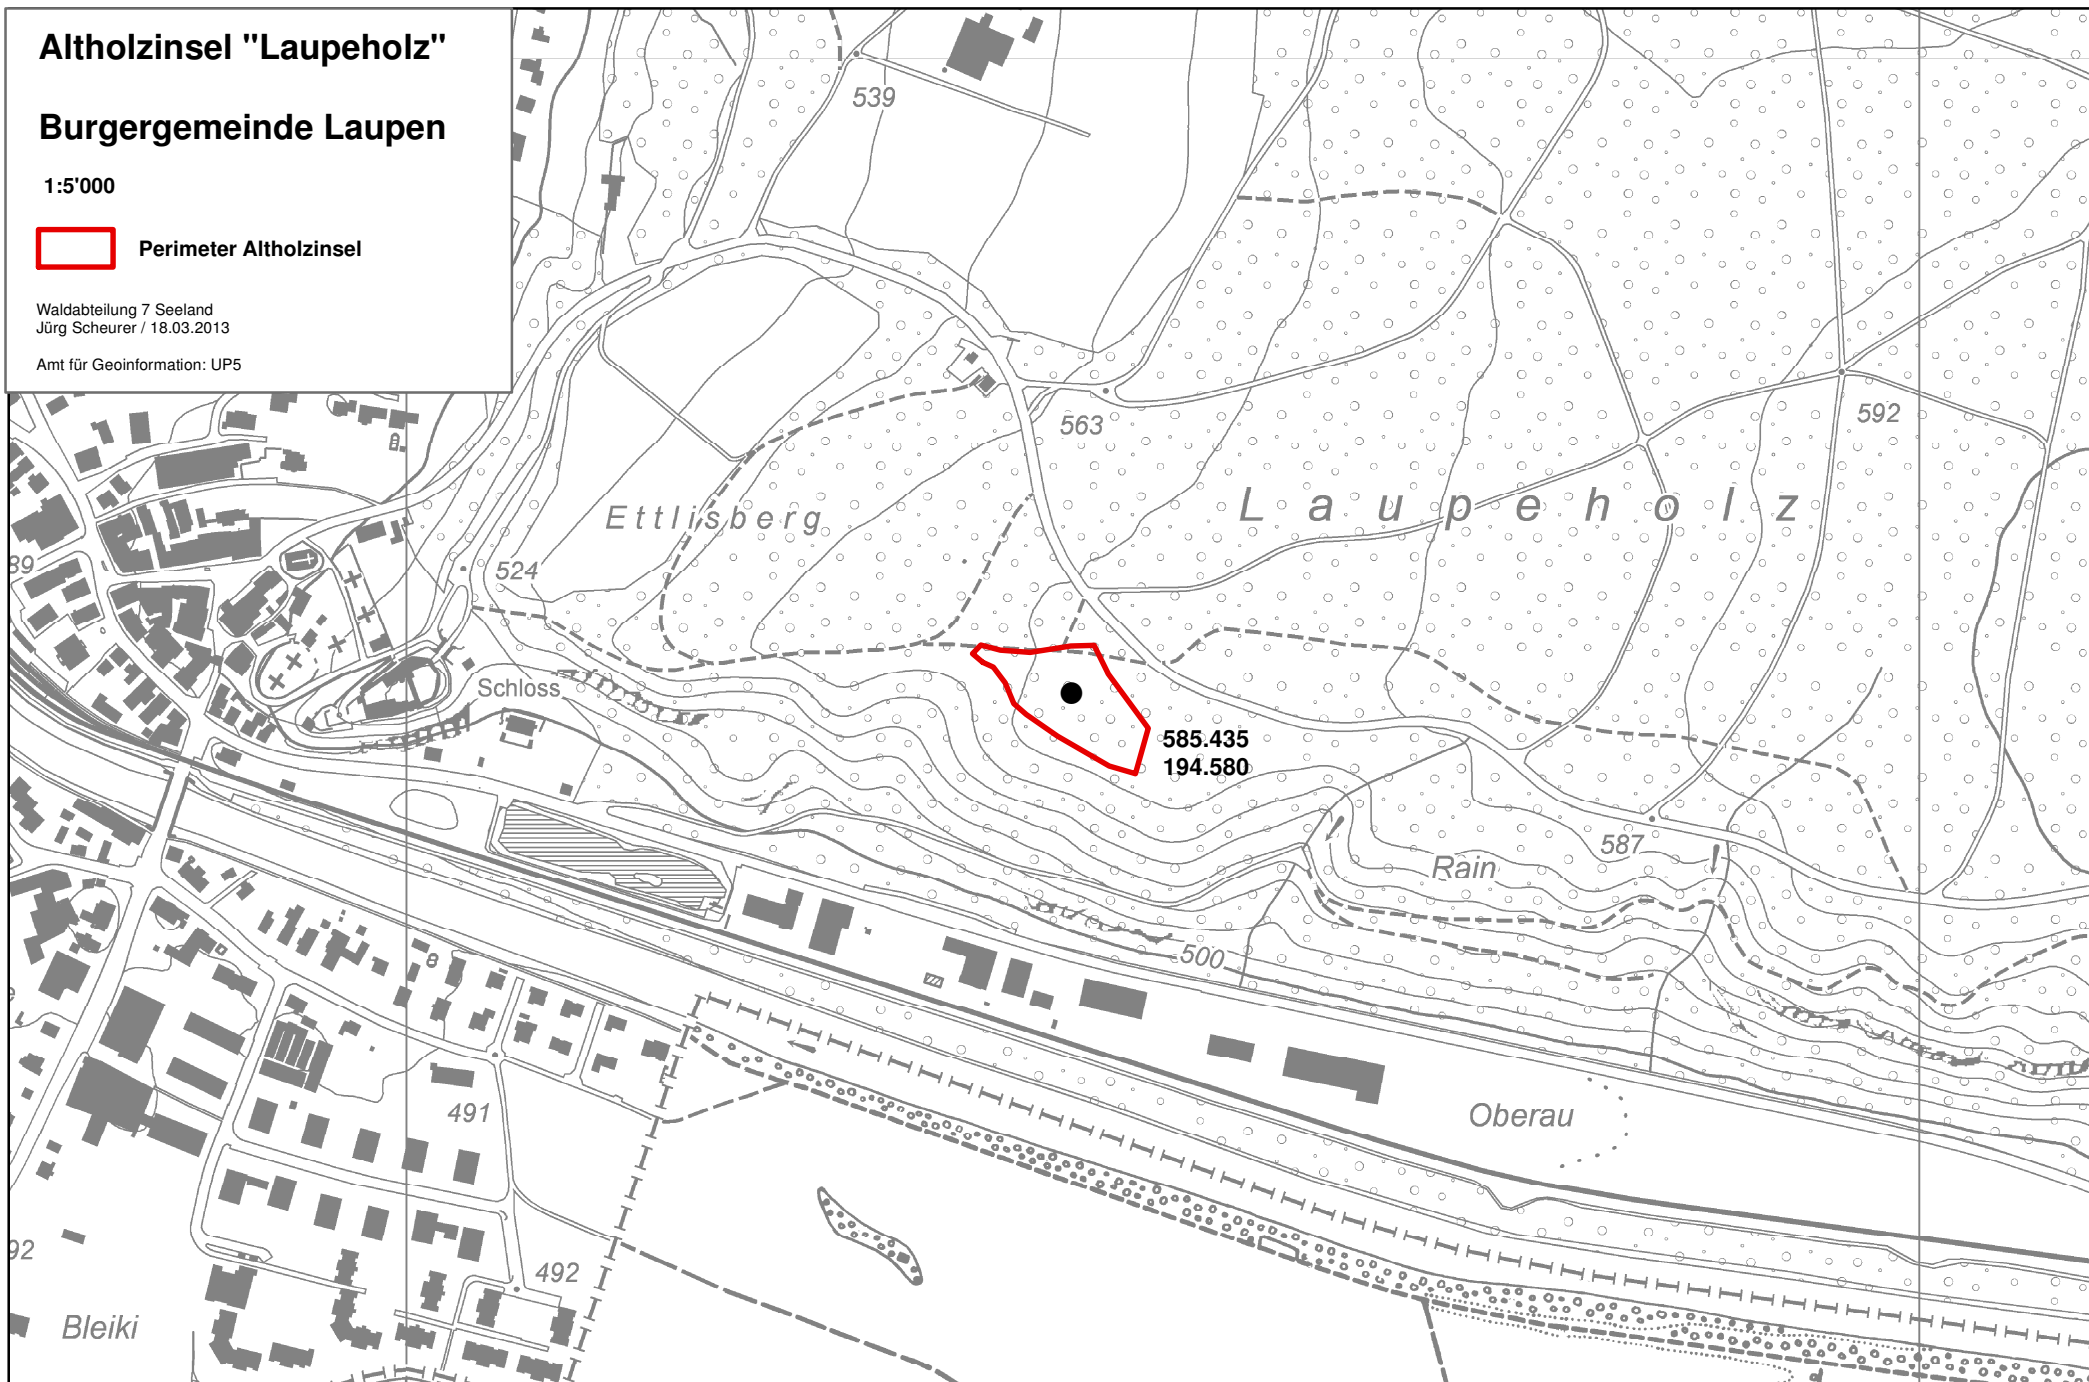 Altholzinsel "Laupeholz"
Burgergemeinde Laupen
1:5'000
Perimeter Altholzinsel
Waldabteilung 7 Seeland
Jürg Scheurer / 18.03.2013
Amt für Geoinformation: UP5
539
563
592
Ettlisberg
Laupeholz
89
524
Schloss
585.435
194.580
587
Rain
500
491
Oberau
492
92
Bleiki